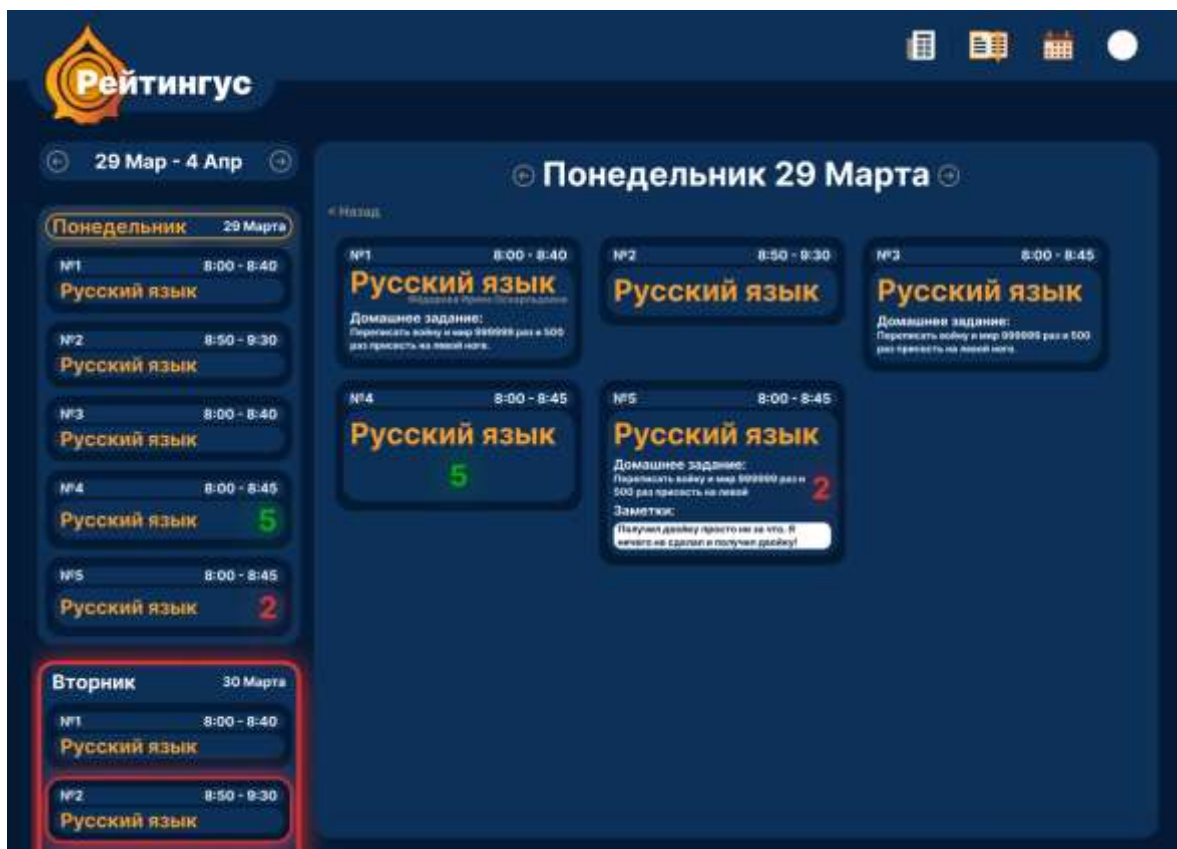 Рейтингус
29 Мар - 4 Апр
Понедельник 29 Марта
№1 8:00 - 8:40
Русский язык
№2 8:50 - 9:30
Русский язык
№3 8:00 - 8:40
Русский язык
№4 8:00 - 8:45
Русский язык 5
№5 8:00 - 8:45
Русский язык 2
Вторник 30 Марта
№1 8:00 - 8:40
Русский язык
№2 8:50 - 9:30
Русский язык
Понедельник 29 Марта
< Назад
№1 8:00 - 8:40
Русский язык
Домашнее задание:
Переписать войну и мир 999999 раз и 500
раз присесть на левой ноге.
№2 8:50 - 9:30
Русский язык
№3 8:00 - 8:45
Русский язык
Домашнее задание:
Переписать войну и мир 999999 раз и 500
раз присесть на левой ноге.
№4 8:00 - 8:45
Русский язык
5
№5 8:00 - 8:45
Русский язык
Домашнее задание:
Переписать войну и мир 999999 раз и
500 раз присесть на левой
2
Заметки:
Получил двойку просто ни за что. Я
ничего не сделал и получил двойку!